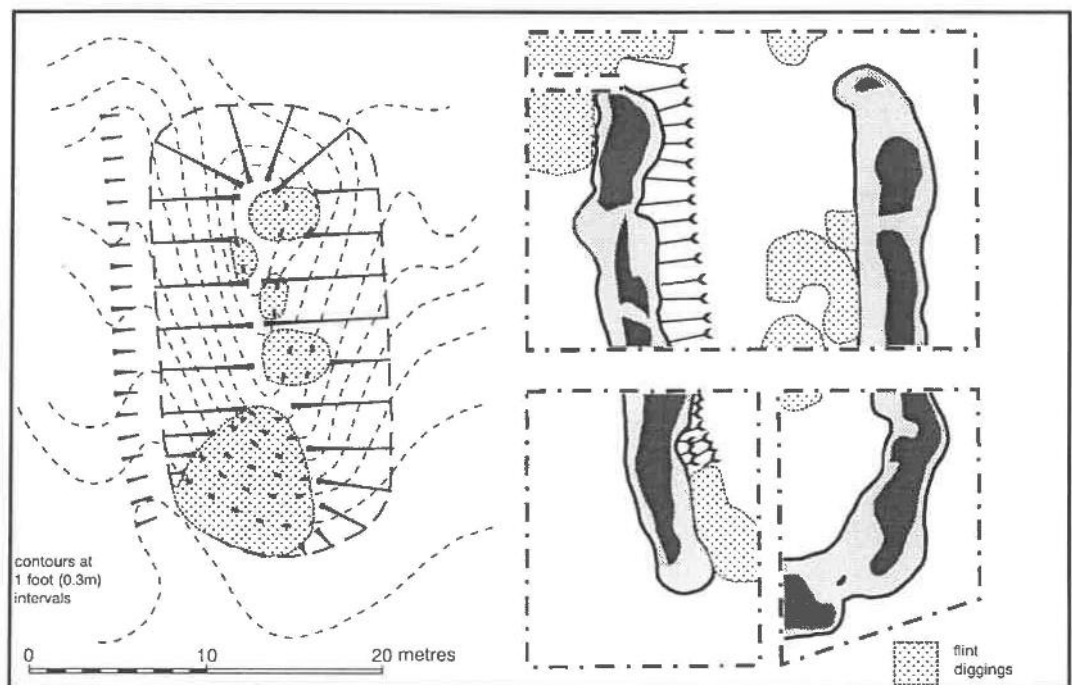 contours at
1 foot (0.3m)
intervals
0 10 20 metres
flint
diggings